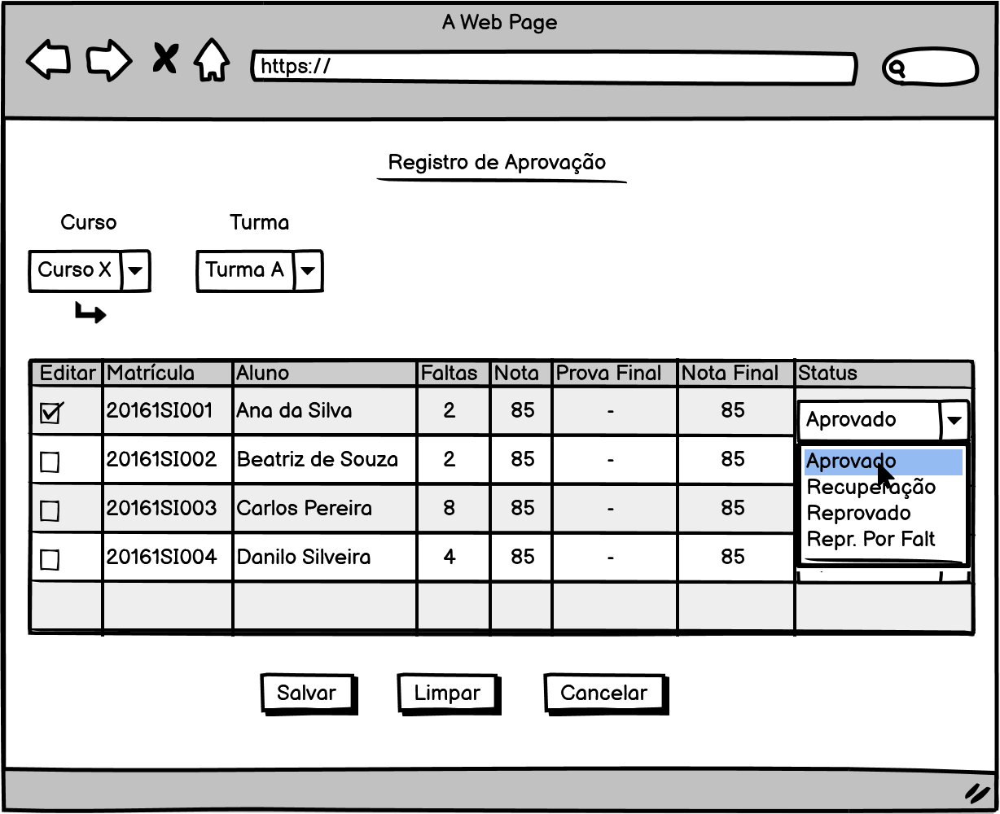 A Web Page
https://
Registro de Aprovação
Curso Turma
Curso X Turma A
Editar Matrícula Aluno Faltas Nota Prova Final Nota Final Status
20161SI001 Ana da Silva 2 85 - 85 Aprovado
20161SI002 Beatriz de Souza 2 85 - 85 Aprovado
Recuperação
20161SI003 Carlos Pereira 8 85 - 85 Reprovado
Repr. Por Falt
20161SI004 Danilo Silveira 4 85 - 85
Salvar Limpar Cancelar